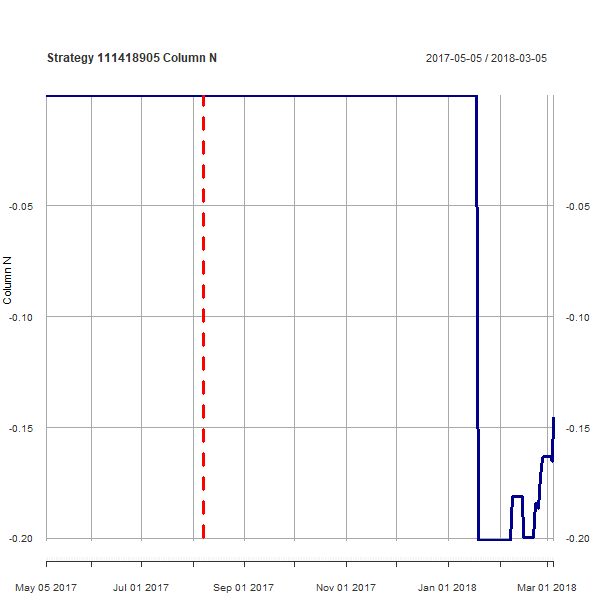 Strategy 111418905 Column N
2017-05-05 / 2018-03-05
Column N
-0.05
-0.05
-0.10
-0.10
-0.15
-0.15
-0.20
-0.20
May 05 2017
Jul 01 2017
Sep 01 2017
Nov 01 2017
Jan 01 2018
Mar 01 2018